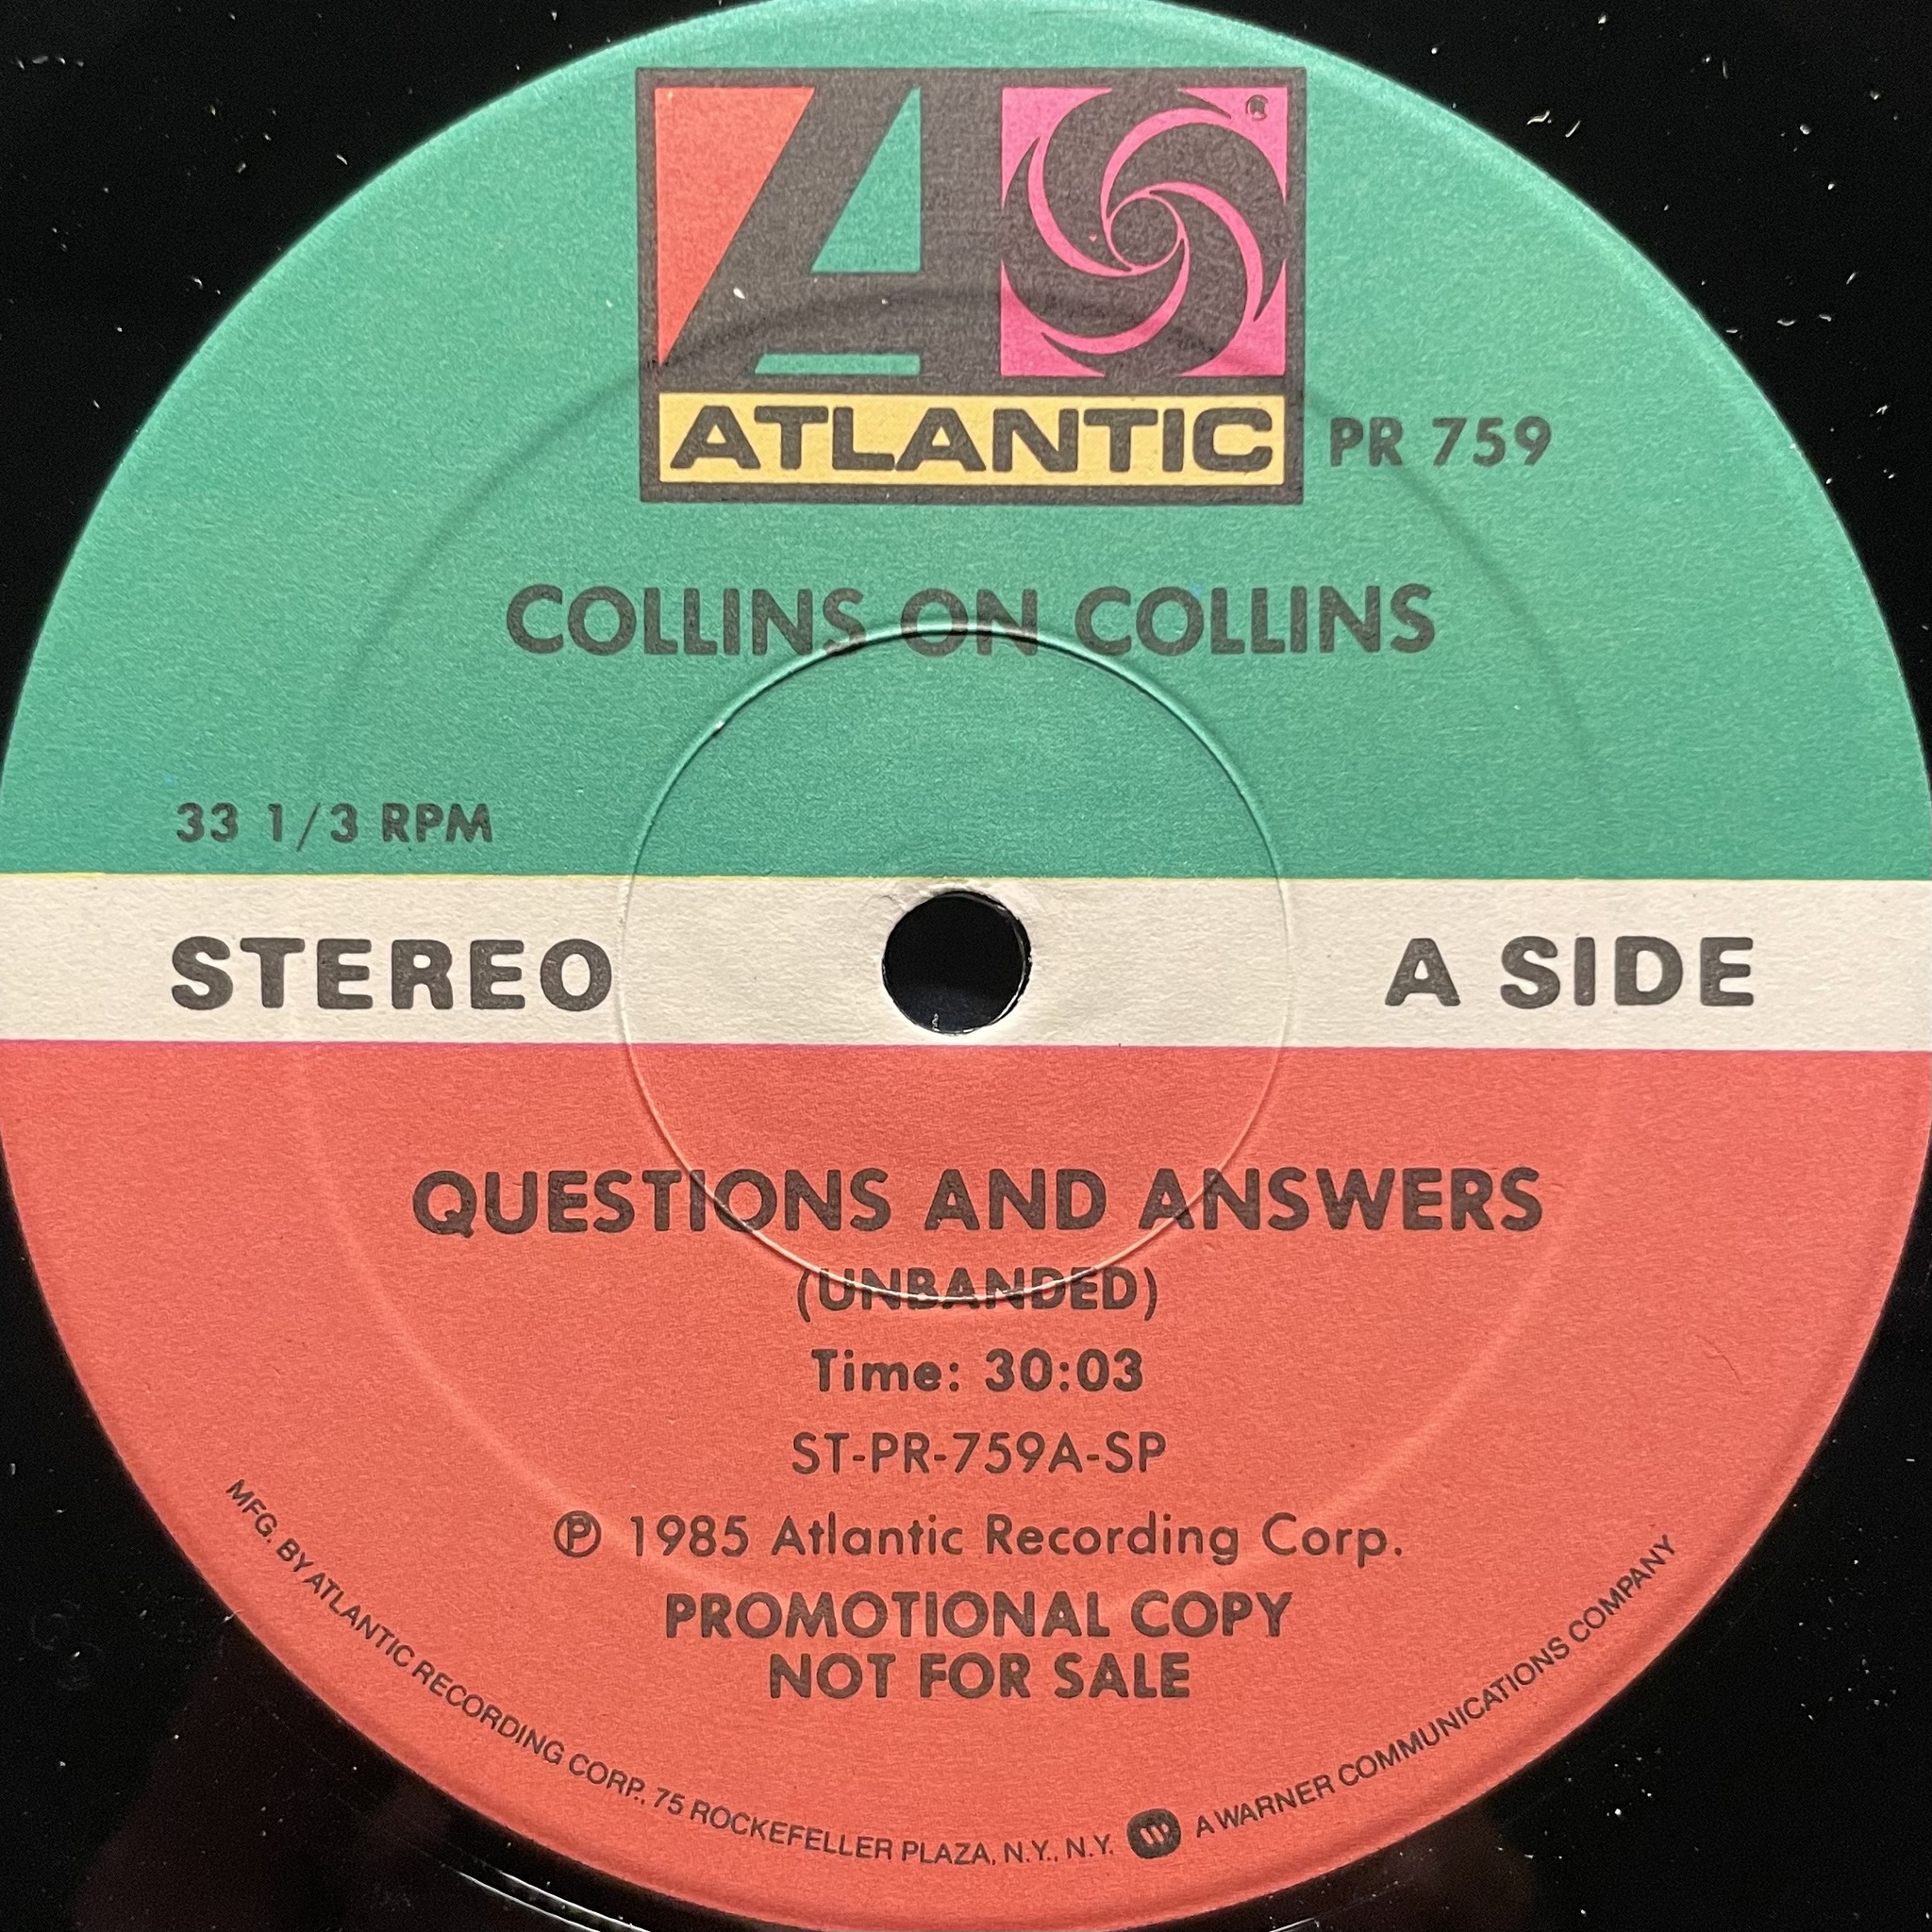 ATLANTIC
PR 759
COLLINS ON COLLINS
33 1/3 RPM
STEREO
A SIDE
QUESTIONS AND ANSWERS
(UNBANDED)
Time: 30:03
ST-PR-759A-SP
℗ 1985 Atlantic Recording Corp.
PROMOTIONAL COPY
NOT FOR SALE
MFG. BY ATLANTIC RECORDING CORP., 75 ROCKEFELLER PLAZA, N.Y., N.Y. A WARNER COMMUNICATIONS COMPANY